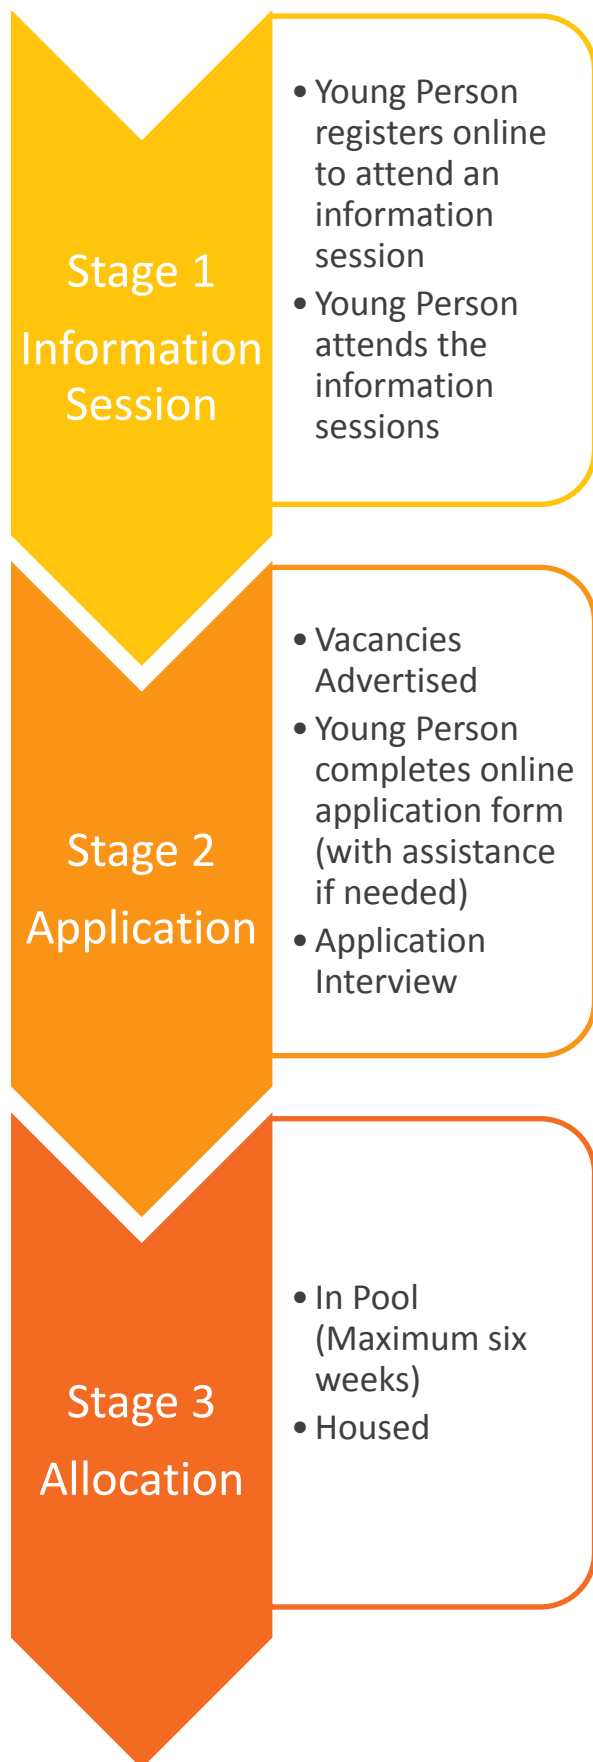 Stage 1
Information
Session
• Young Person
registers online
to attend an
information
session
• Young Person
attends the
information
sessions
Stage 2
Application
• Vacancies
Advertised
• Young Person
completes online
application form
(with assistance
if needed)
• Application
Interview
Stage 3
Allocation
• In Pool
(Maximum six
weeks)
• Housed